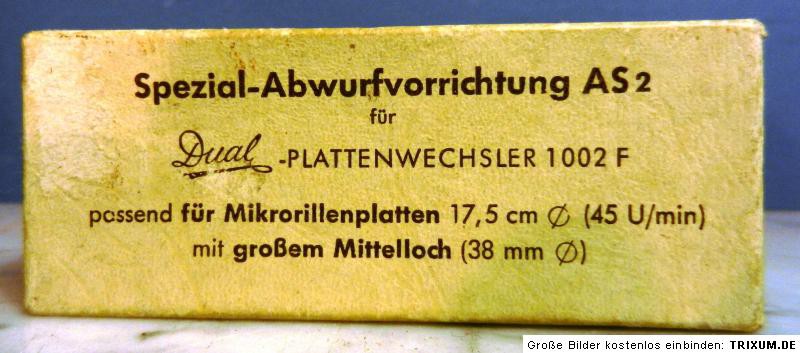 Spezial-Abwurfvorrichtung AS 2
für
Dual -PLATTENWECHSLER 1002 F
passend für Mikrorillenplatten 17,5 cm ∅ (45 U/min)
mit großem Mittelloch (38 mm ∅)
Große Bilder kostenlos einbinden: TRIXUM.DE